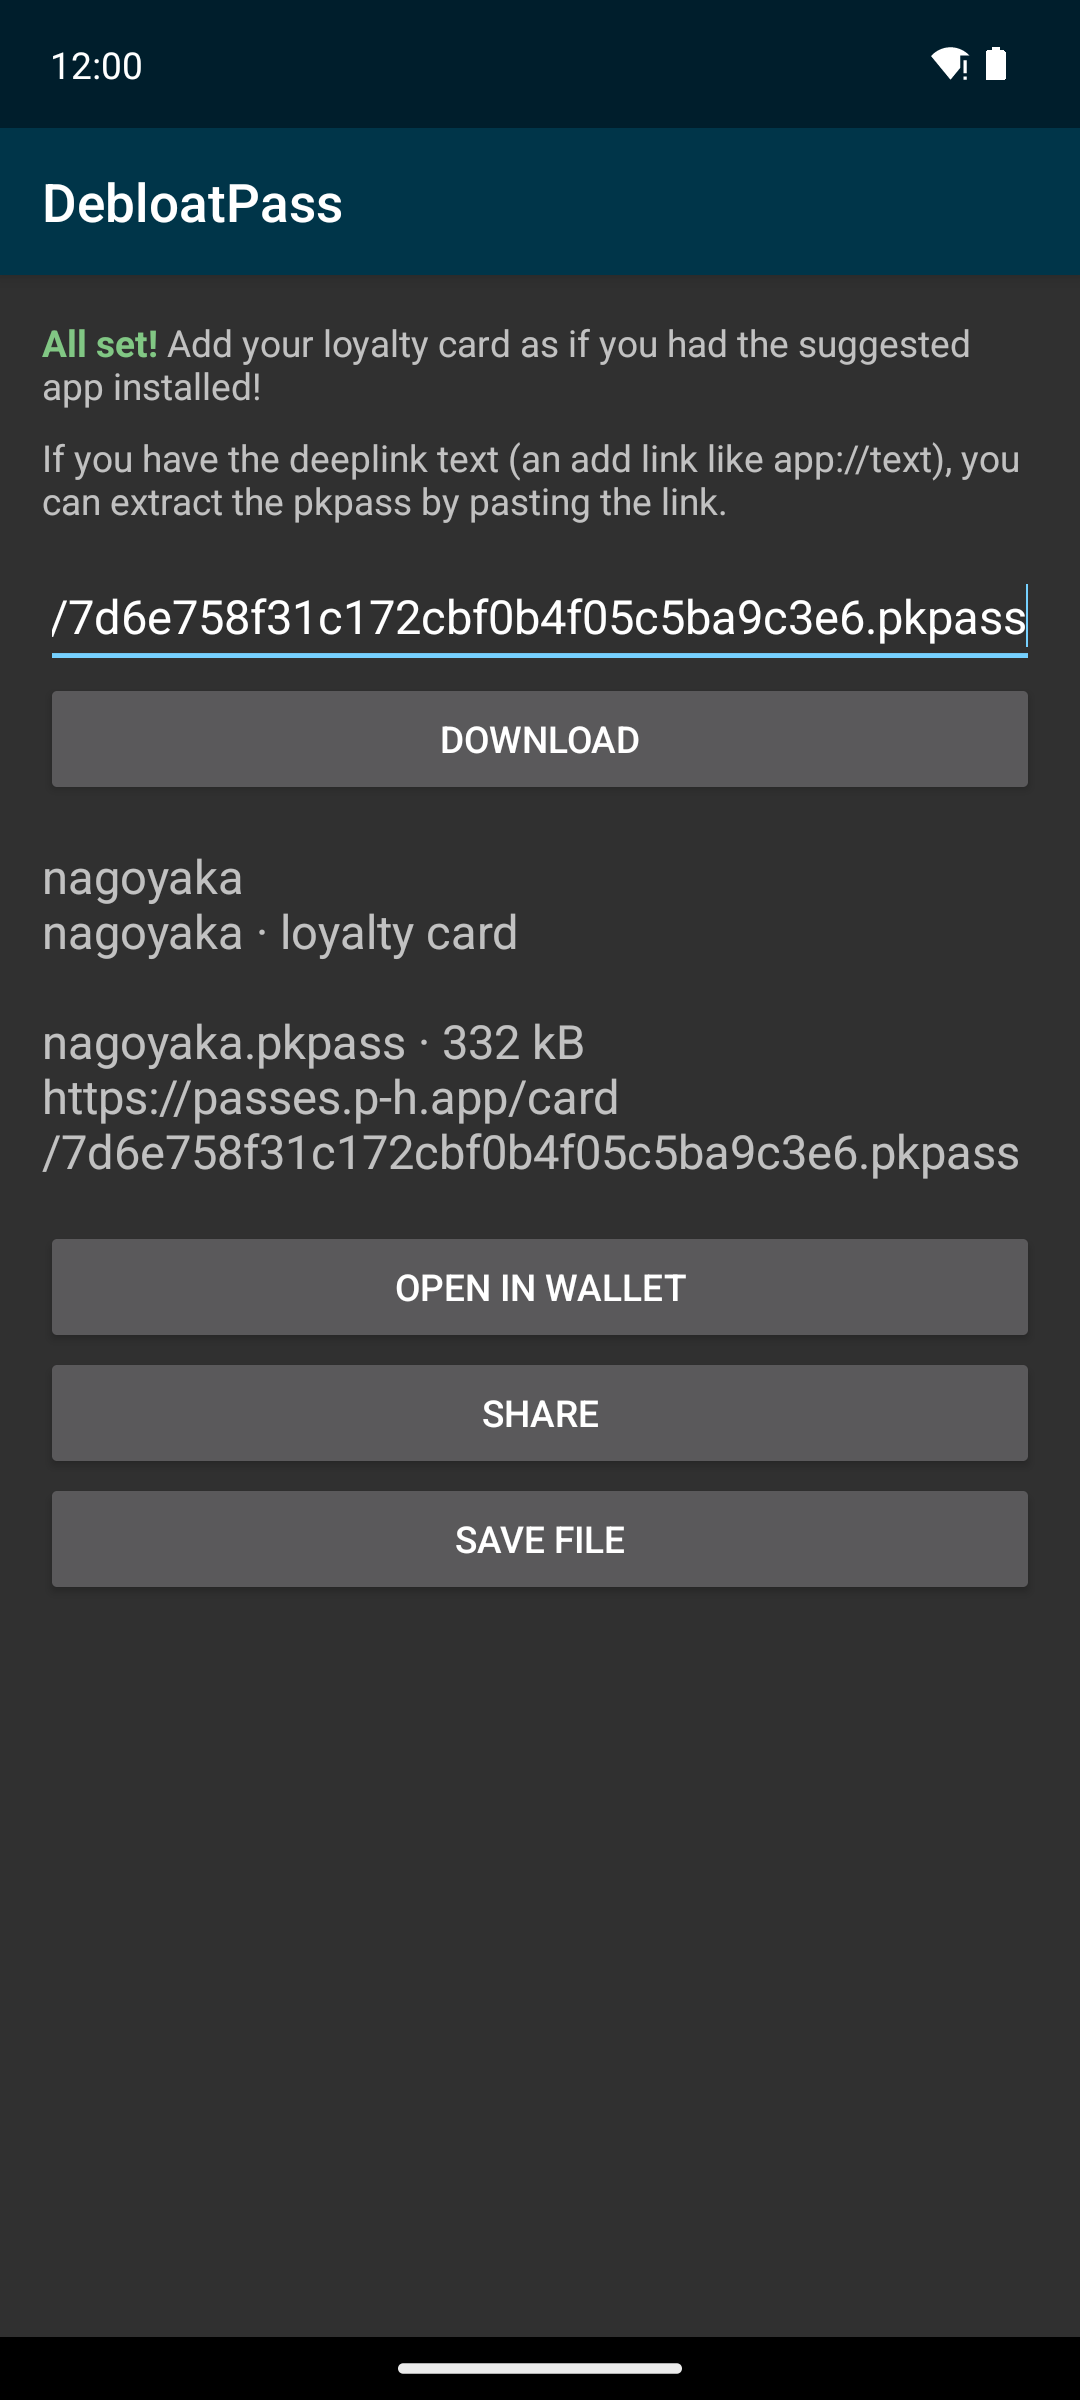 12:00
DebloatPass
All set! Add your loyalty card as if you had the suggested
app installed!
If you have the deeplink text (an add link like app://text), you
can extract the pkpass by pasting the link.
/7d6e758f31c172cbf0b4f05c5ba9c3e6.pkpass
DOWNLOAD
nagoyaka
nagoyaka · loyalty card
nagoyaka.pkpass · 332 kB
https://passes.p-h.app/card
/7d6e758f31c172cbf0b4f05c5ba9c3e6.pkpass
OPEN IN WALLET
SHARE
SAVE FILE